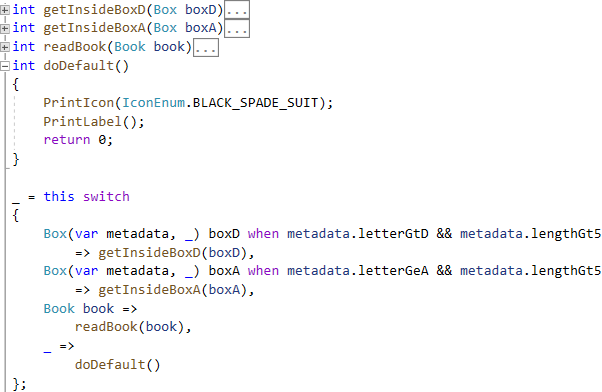 int getInsideBoxD(Box boxD)...
int getInsideBoxA(Box boxA)...
int readBook(Book book)...
int doDefault()
{
PrintIcon(IconEnum.BLACK_SPADE_SUIT);
PrintLabel();
return 0;
}
_ = this switch
{
Box(var metadata, _) boxD when metadata.letterGtD && metadata.lengthGt5
=> getInsideBoxD(boxD),
Box(var metadata, _) boxA when metadata.letterGeA && metadata.lengthGt5
=> getInsideBoxA(boxA),
Book book =>
readBook(book),
_ =>
doDefault()
};